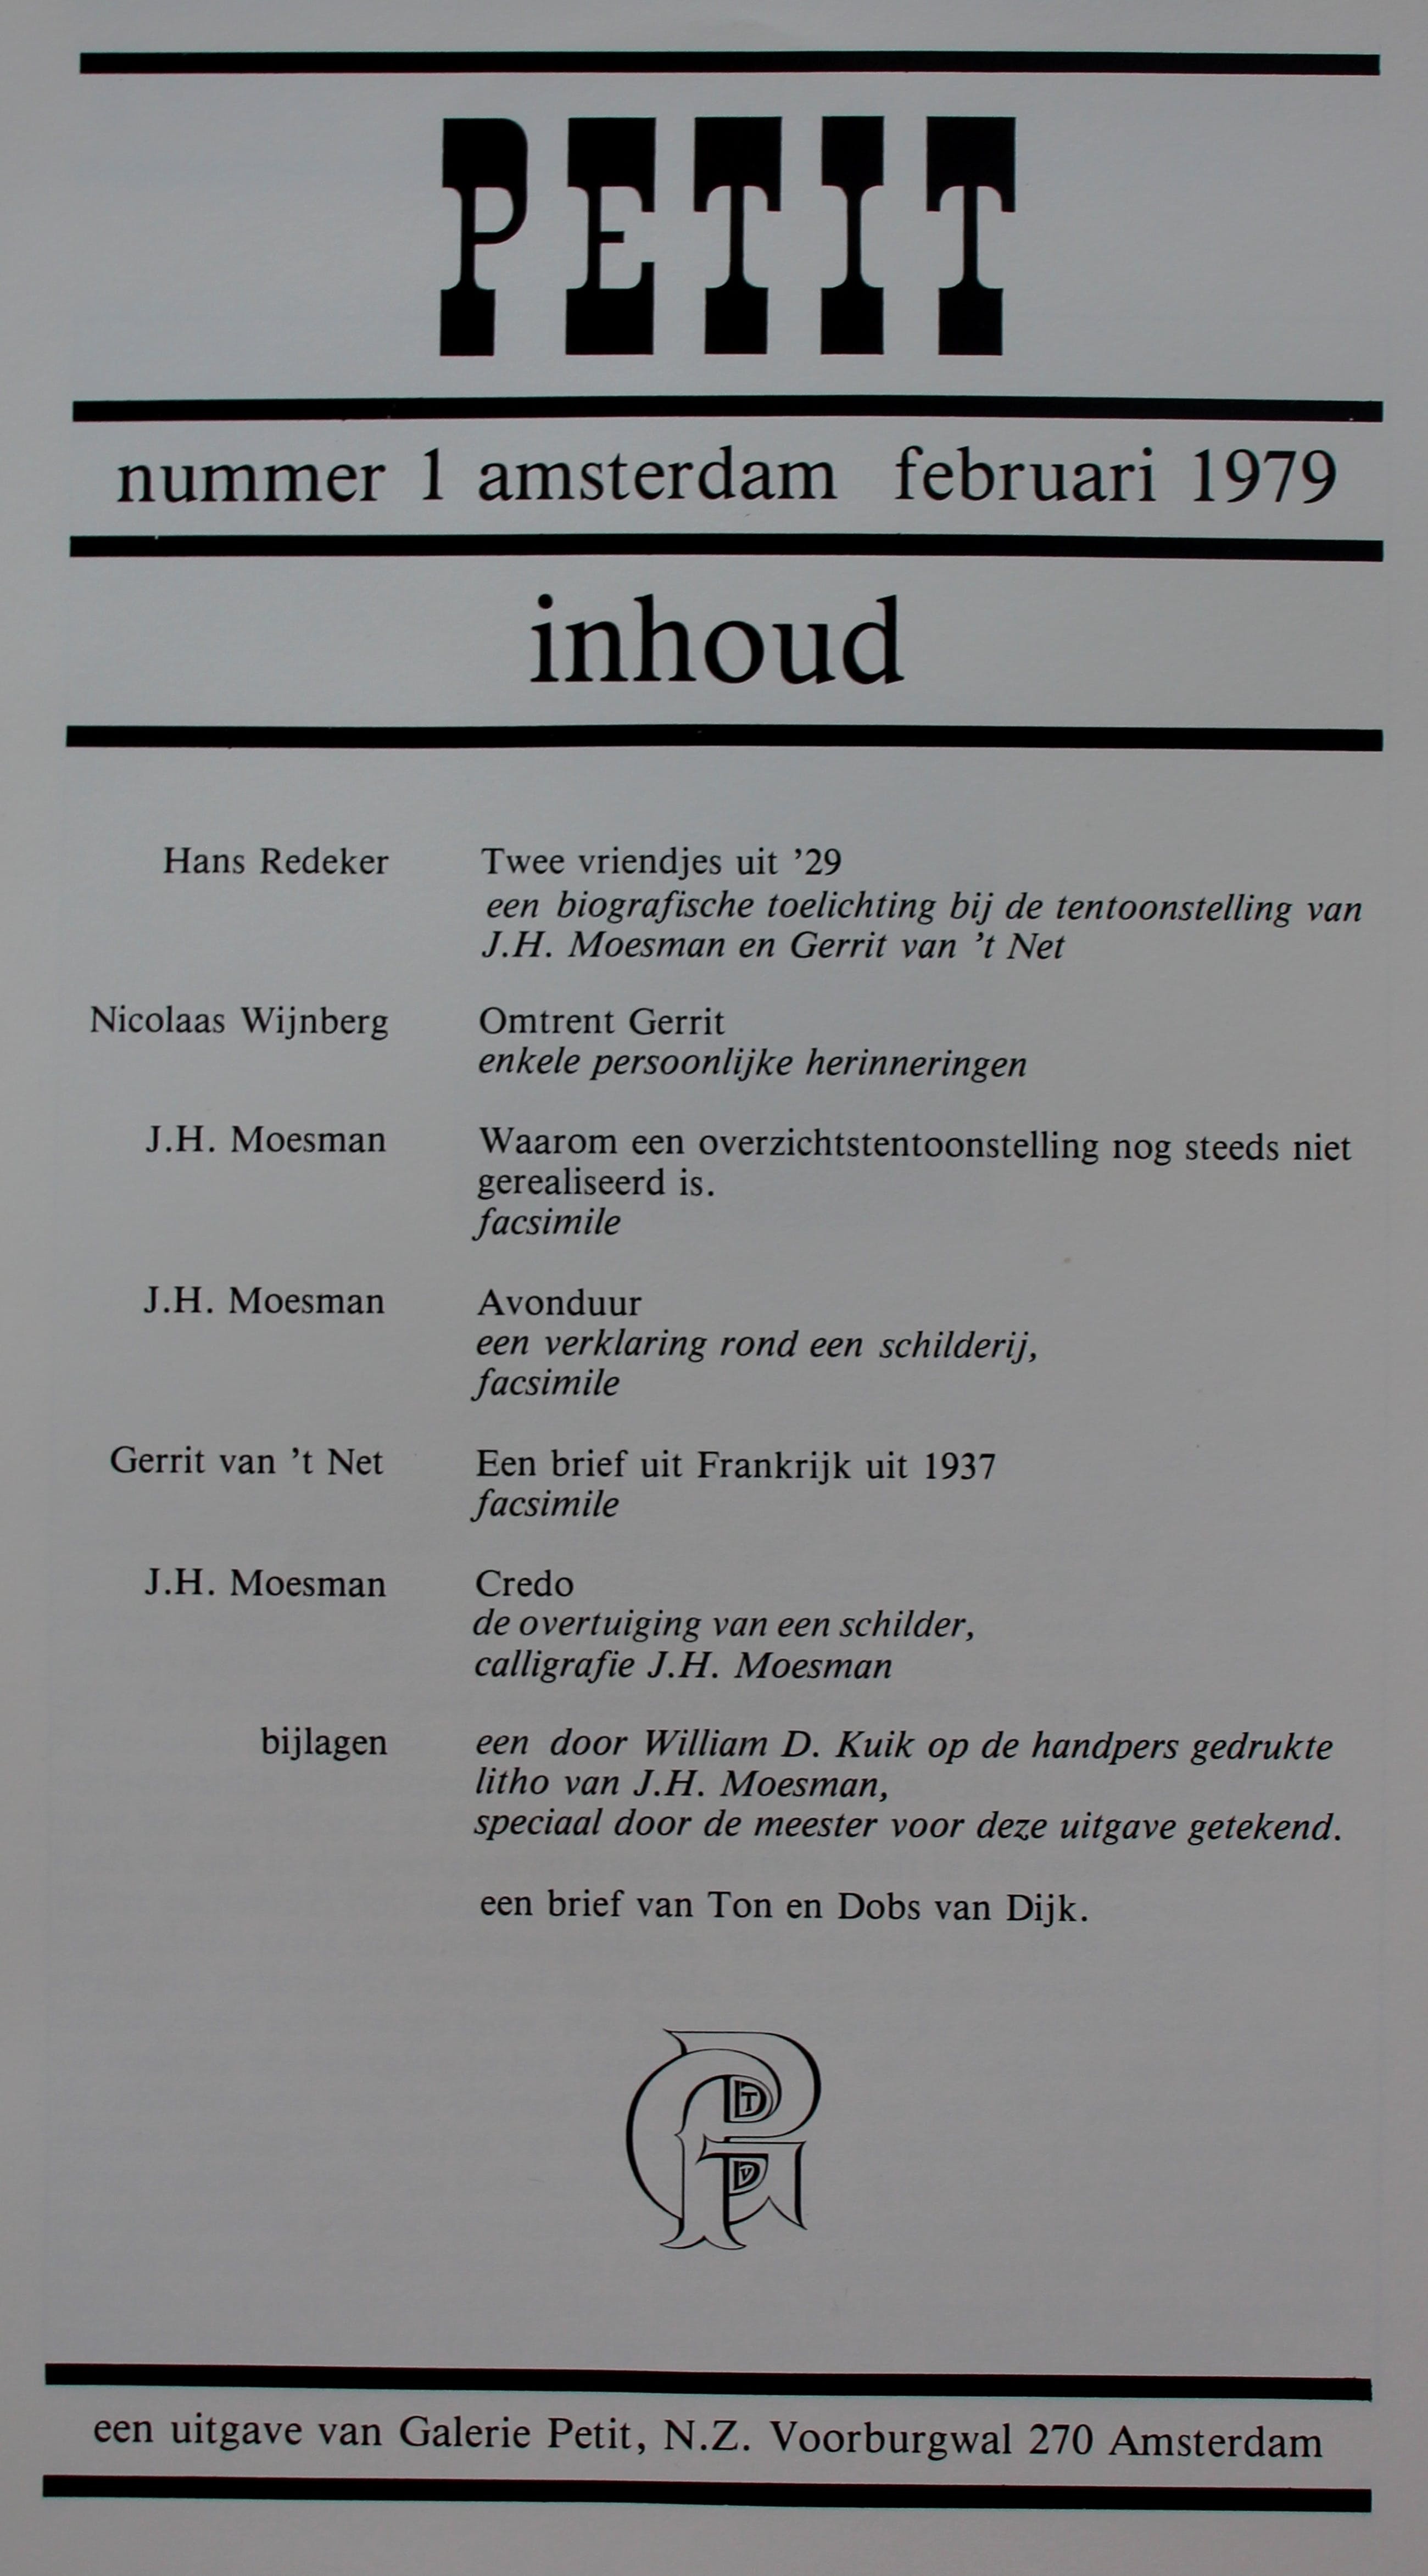 PETIT
nummer 1 amsterdam februari 1979
inhoud
Hans Redeker Twee vriendjes uit ’29
een biografische toelichting bij de tentoonstelling van
J.H. Moesman en Gerrit van ’t Net
Nicolaas Wijnberg Omtrent Gerrit
enkele persoonlijke herinneringen
J.H. Moesman Waarom een overzichtstentoonstelling nog steeds niet
gerealiseerd is.
facsimile
J.H. Moesman Avonduur
een verklaring rond een schilderij,
facsimile
Gerrit van ’t Net Een brief uit Frankrijk uit 1937
facsimile
J.H. Moesman Credo
de overtuiging van een schilder,
calligrafie J.H. Moesman
bijlagen een door William D. Kuik op de handpers gedrukte
litho van J.H. Moesman,
speciaal door de meester voor deze uitgave getekend.
een brief van Ton en Dobs van Dijk.
een uitgave van Galerie Petit, N.Z. Voorburgwal 270 Amsterdam